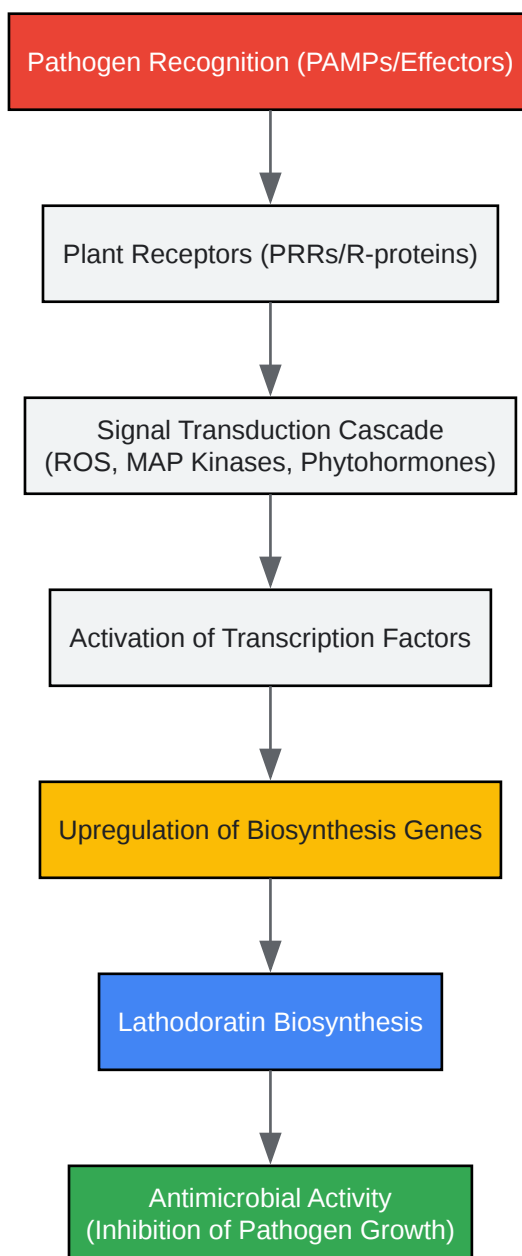 Pathogen Recognition (PAMPs/Effectors)
Plant Receptors (PRRs/R-proteins)
Signal Transduction Cascade
(ROS, MAP Kinases, Phytohormones)
Activation of Transcription Factors
Upregulation of Biosynthesis Genes
Lathodoratin Biosynthesis
Antimicrobial Activity
(Inhibition of Pathogen Growth)